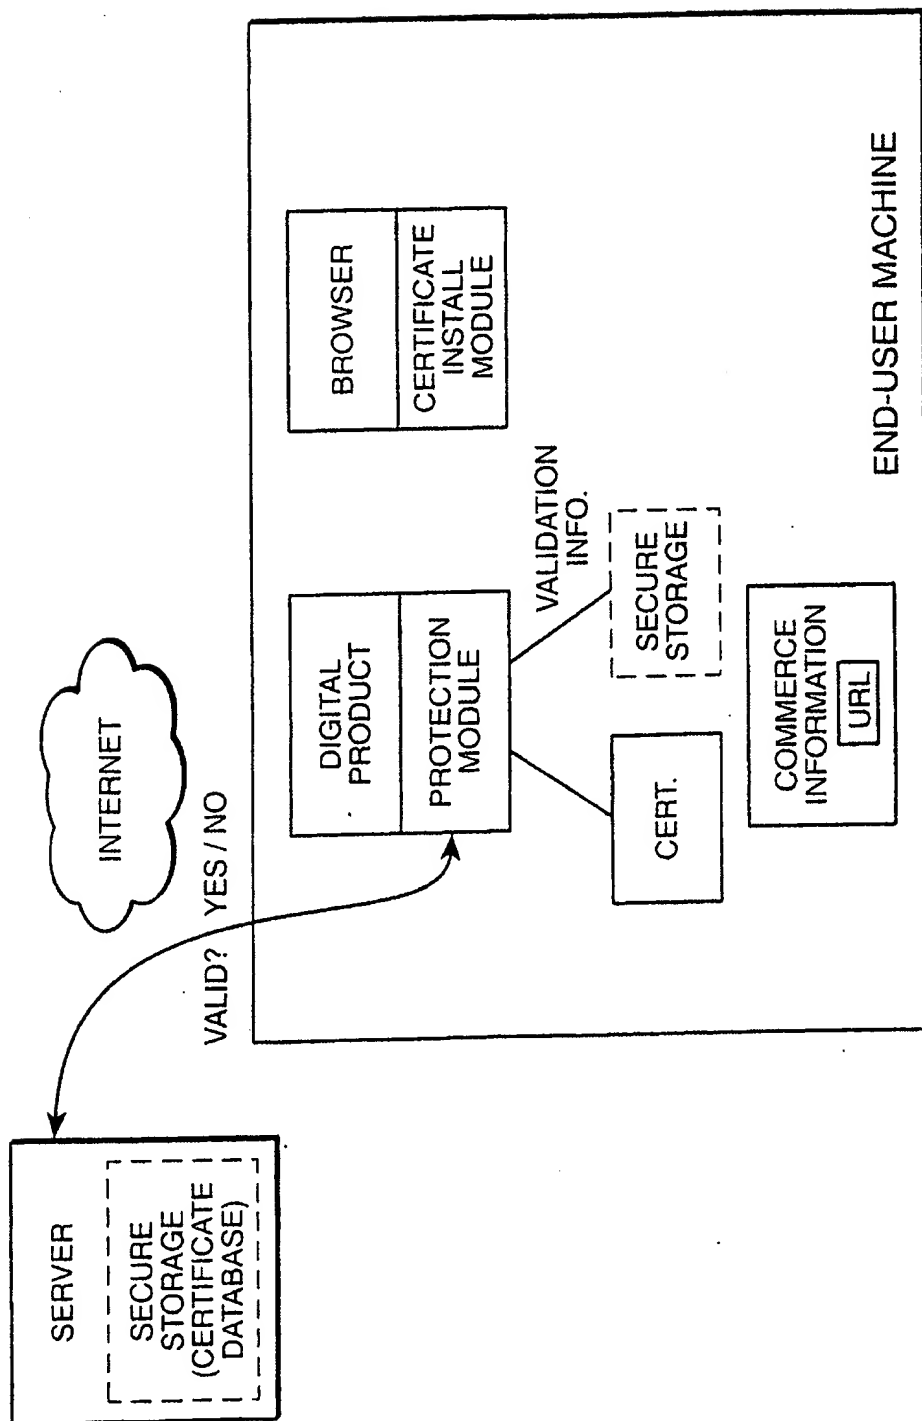 SERVER
SECURE
STORAGE
(CERTIFICATE
DATABASE)
INTERNET
VALID? YES / NO
DIGITAL
PRODUCT
PROTECTION
MODULE
BROWSER
CERTIFICATE
INSTALL
MODULE
VALIDATION
INFO.
CERT.
SECURE
STORAGE
COMMERCE
INFORMATION
URL
END-USER MACHINE